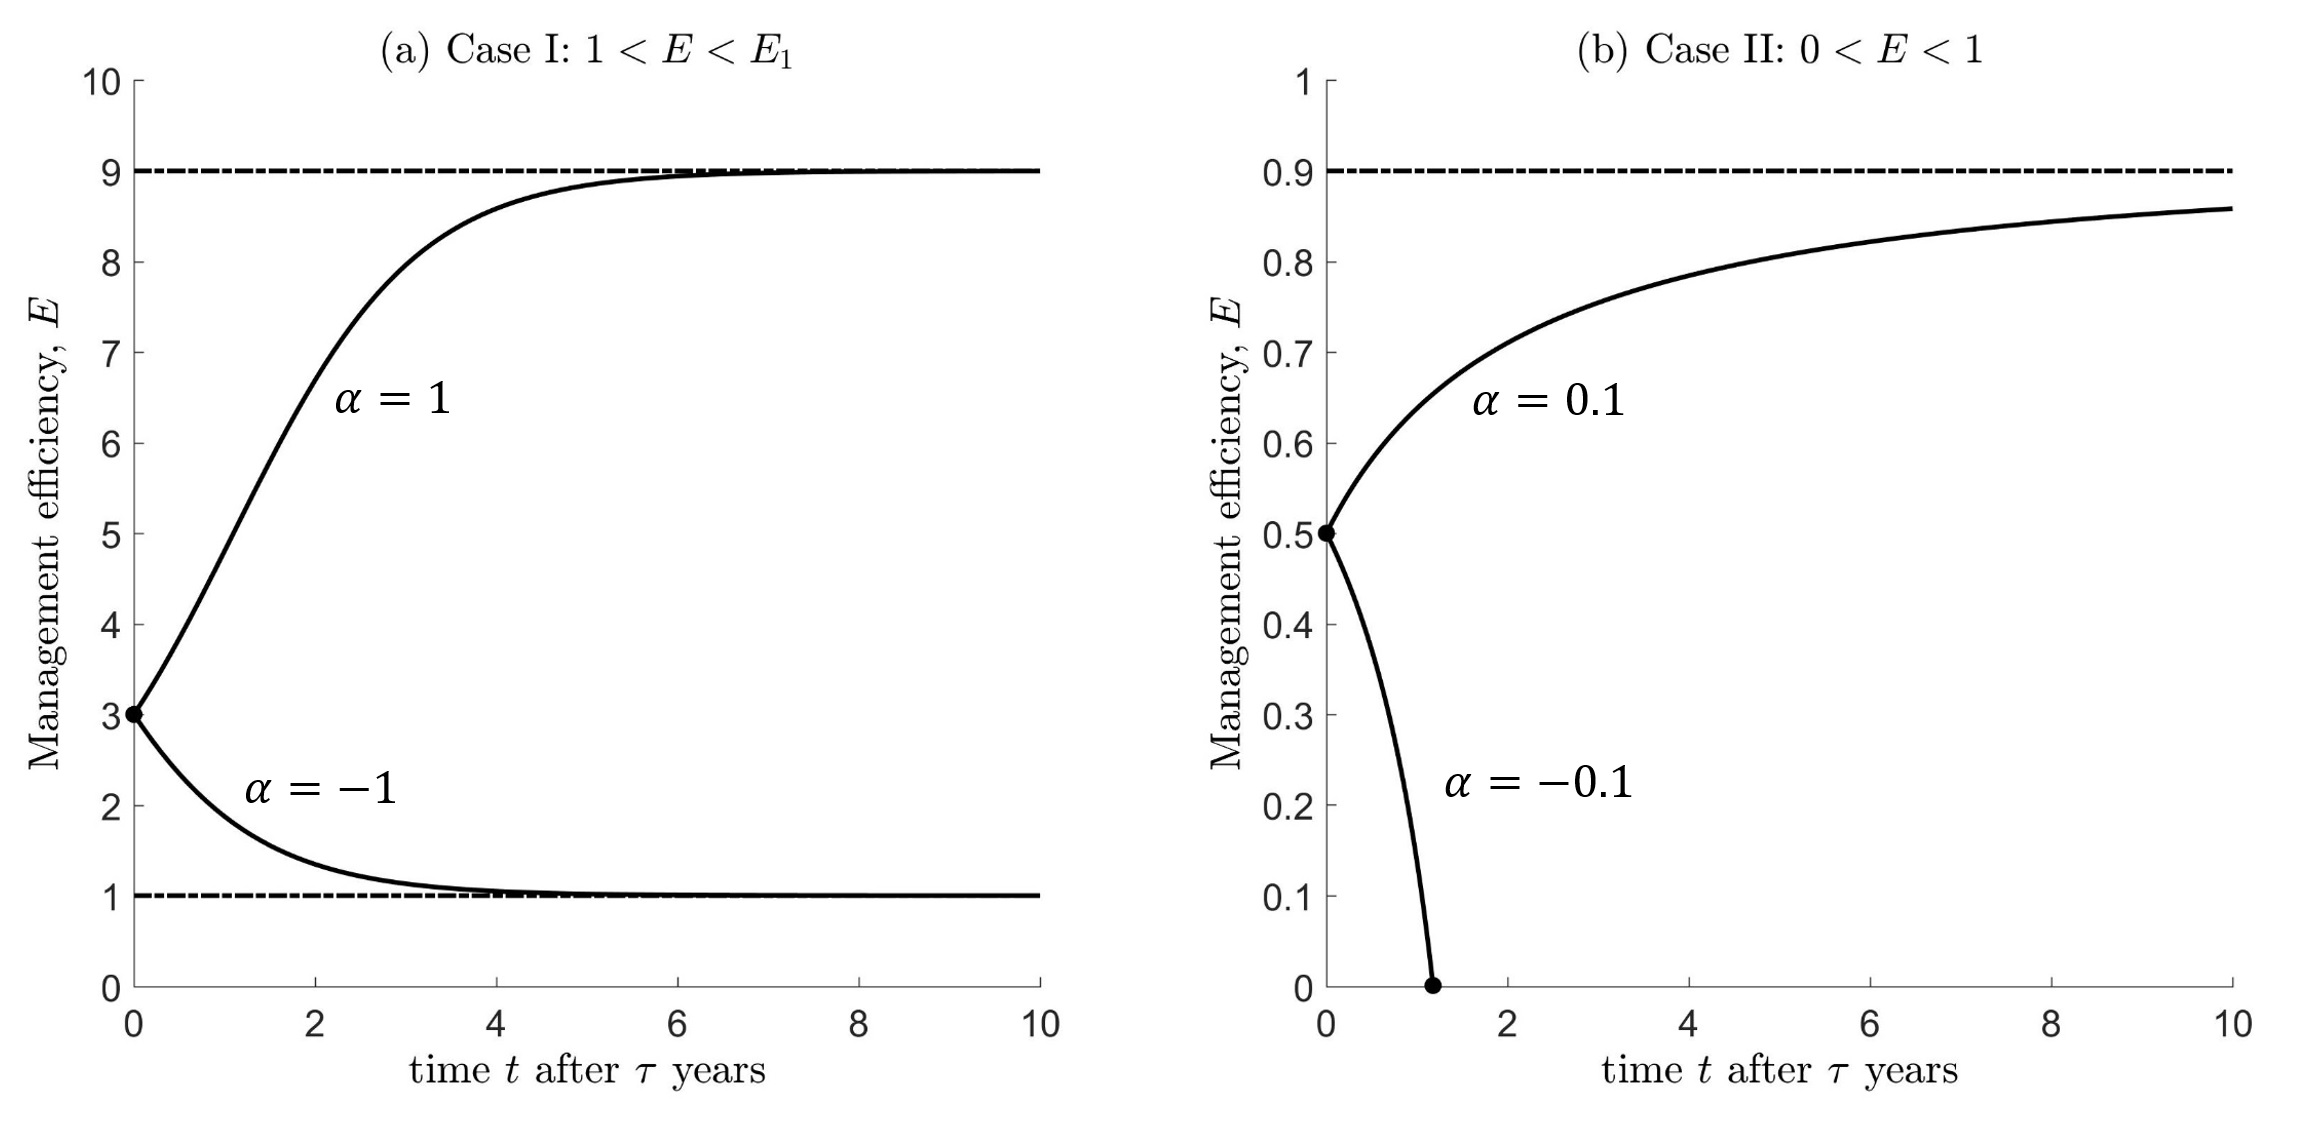 (a) Case I: 1 < E < E₁
10
9
8
7
6
5
4
3
2
1
0
0 2 4 6 8 10
Management efficiency, E
time t after τ years
α = 1
α = −1
(b) Case II: 0 < E < 1
1
0.9
0.8
0.7
0.6
0.5
0.4
0.3
0.2
0.1
0
0 2 4 6 8 10
Management efficiency, E
time t after τ years
α = 0.1
α = −0.1